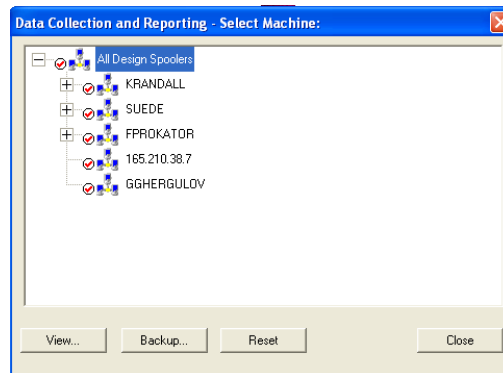 Data Collection and Reporting - Select Machine:
All Design Spoolers
KRANDALL
SUEDE
FPROKATOR
165.210.38.7
GGHERGULOV
View... Backup... Reset Close